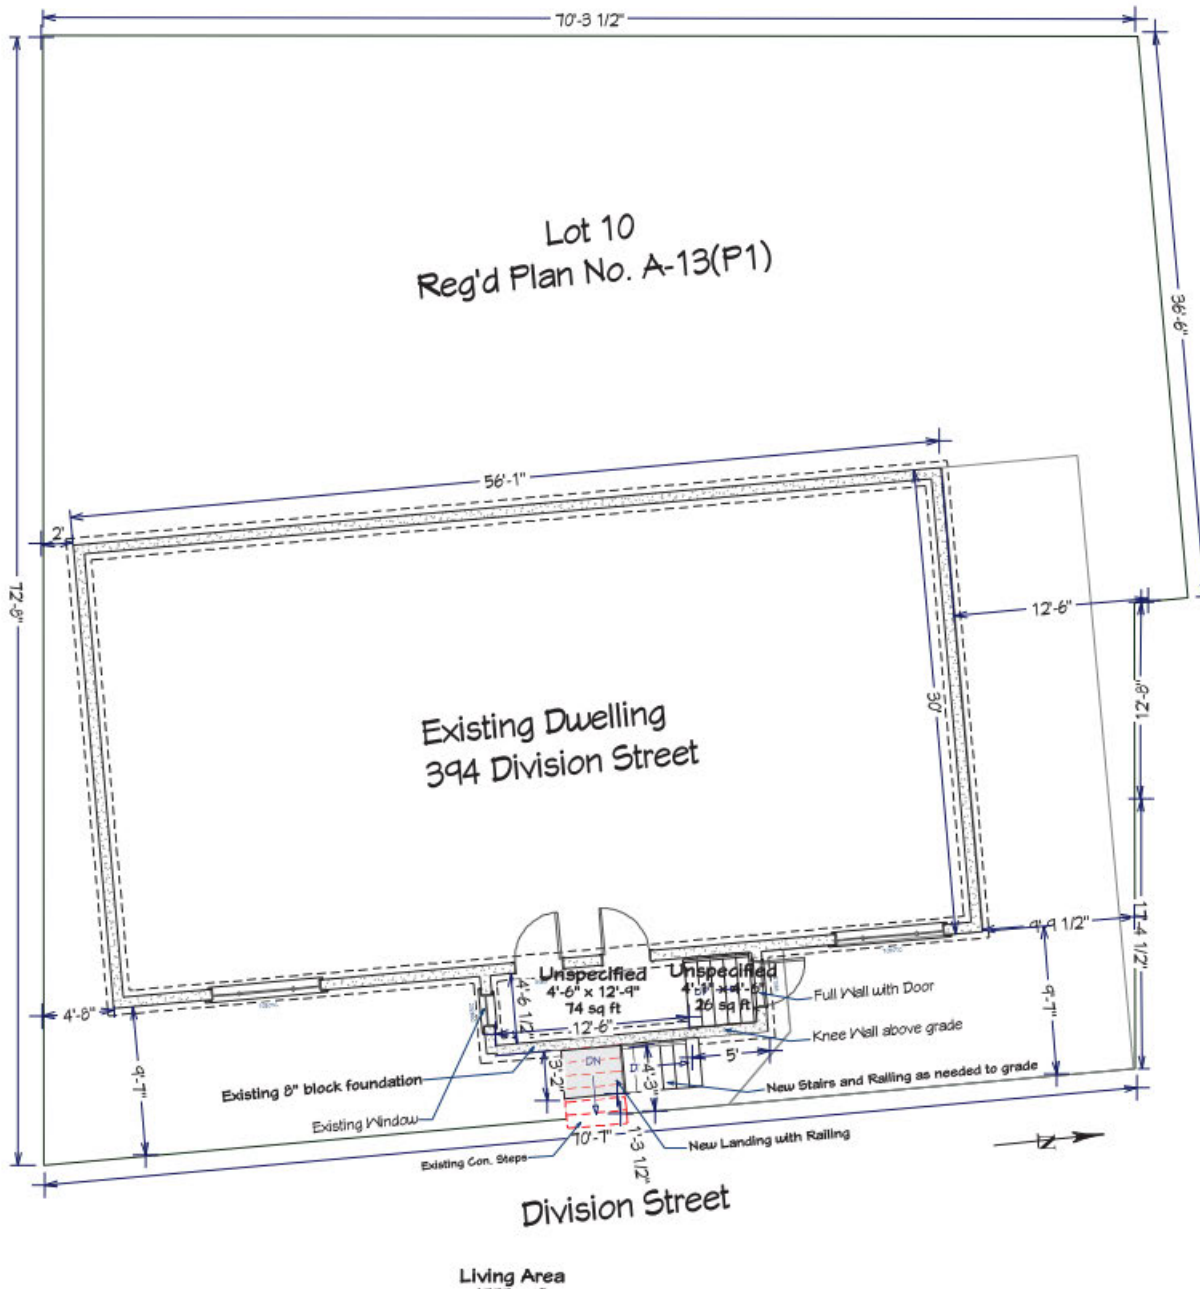 70'-3 1/2"
Lot 10
Reg'd Plan No. A-13(P1)
36'-6"
72'-8"
56'-1"
2'
12'-6"
30'
12'-8"
Existing Dwelling
394 Division Street
17'-4 1/2"
9'-9 1/2"
4'-8"
9'-7"
9'-7"
Unspecified
4'-6" x 12'-9"
74 sq ft
Unspecified
26 sq ft
4'-6 1/2"
12'-6"
Full Wall with Door
Knee Wall above grade
5'
DN
3'-2"
4'-3"
Existing 8" block foundation
New Stairs and Railing as needed to grade
Existing Window
10'-7"
1'-3 1/2"
New Landing with Railing
Existing Con. Steps
N
Division Street
Living Area